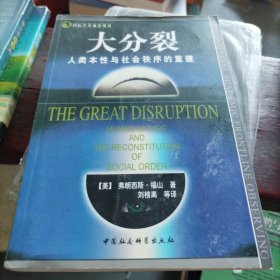 大分裂
人类本性与社会秩序的重建
THE GREAT DISRUPTION
HUMAN NATURE
AND
THE RECONSTITUTION
OF
SOCIAL ORDER
【美】 弗朗西斯·福山 著
刘榜离 等译
中国社会科学出版社